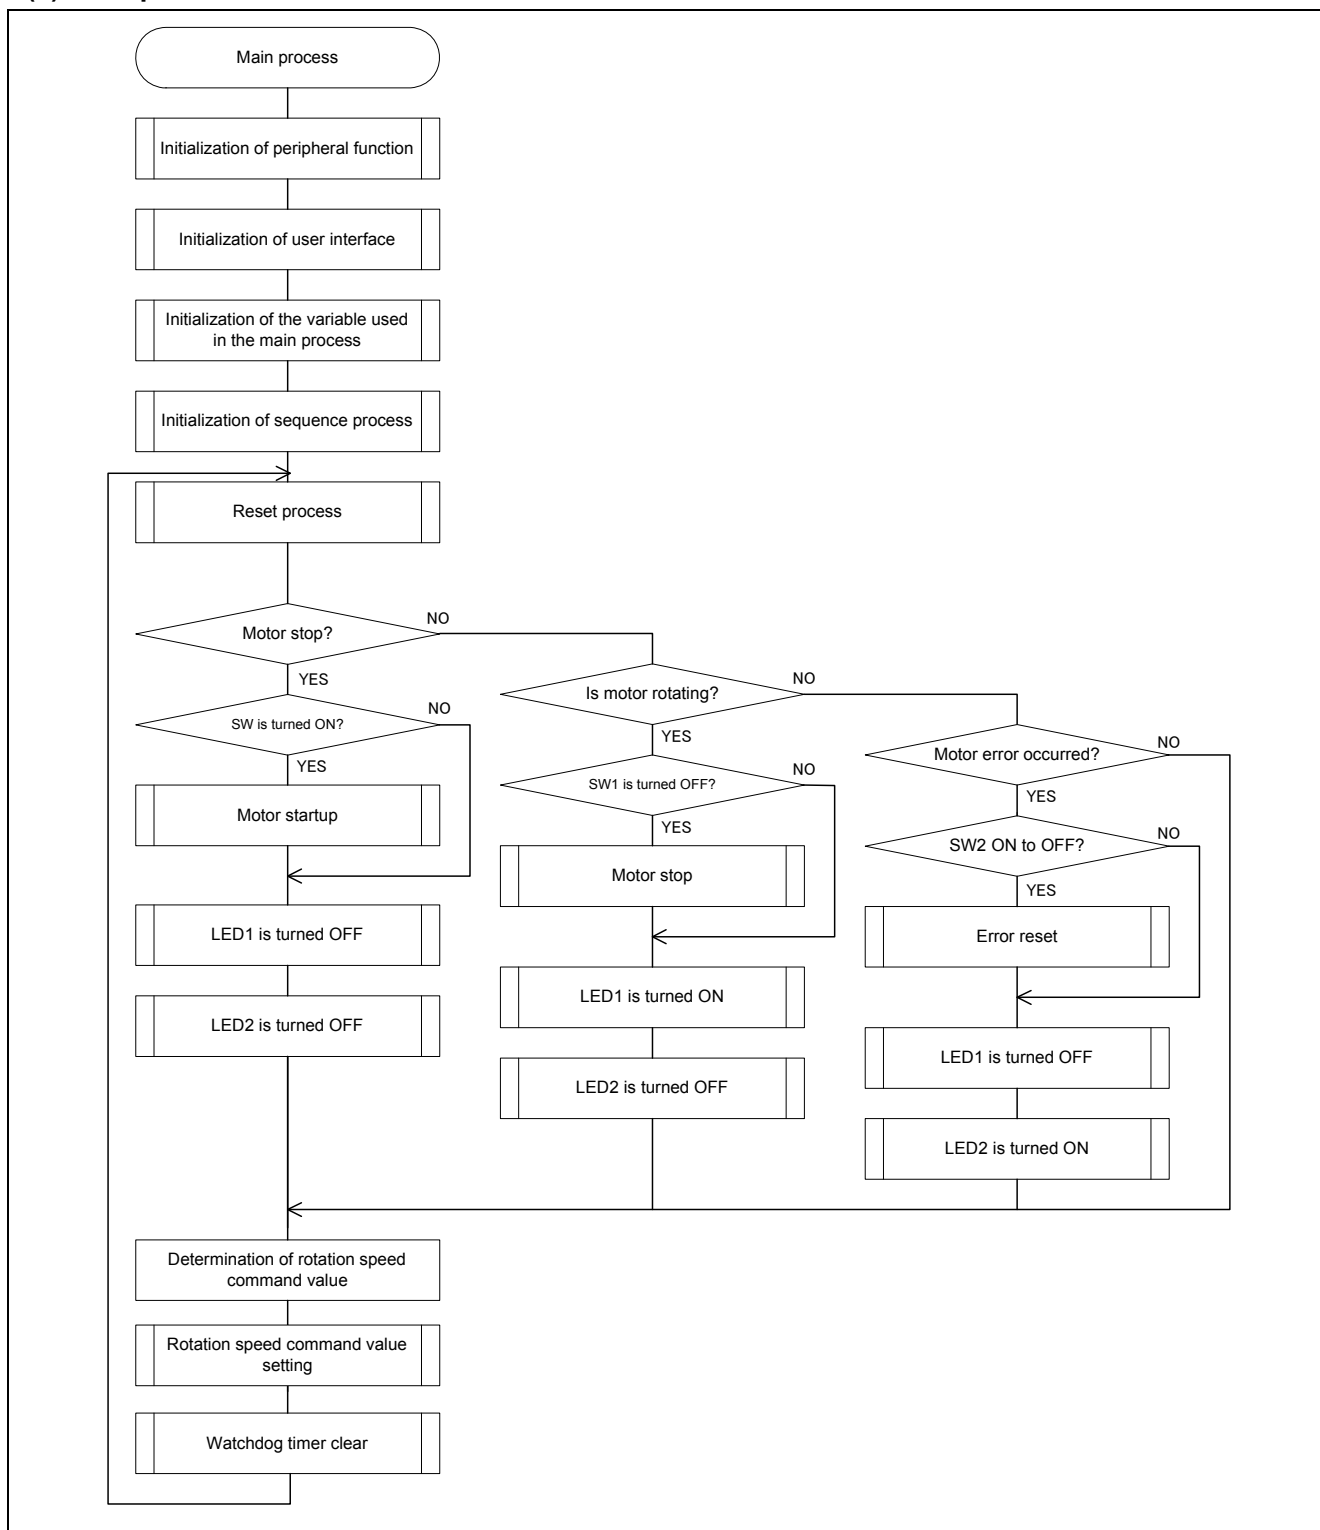 Main process
Initialization of peripheral function
Initialization of user interface
Initialization of the variable used
in the main process
Initialization of sequence process
Reset process
Motor stop?
NO
YES
SW is turned ON?
NO
YES
Motor startup
LED1 is turned OFF
LED2 is turned OFF
Is motor rotating?
NO
YES
SW1 is turned OFF?
NO
YES
Motor stop
LED1 is turned ON
LED2 is turned OFF
Motor error occurred?
NO
YES
SW2 ON to OFF?
NO
YES
Error reset
LED1 is turned OFF
LED2 is turned ON
Determination of rotation speed
command value
Rotation speed command value
setting
Watchdog timer clear